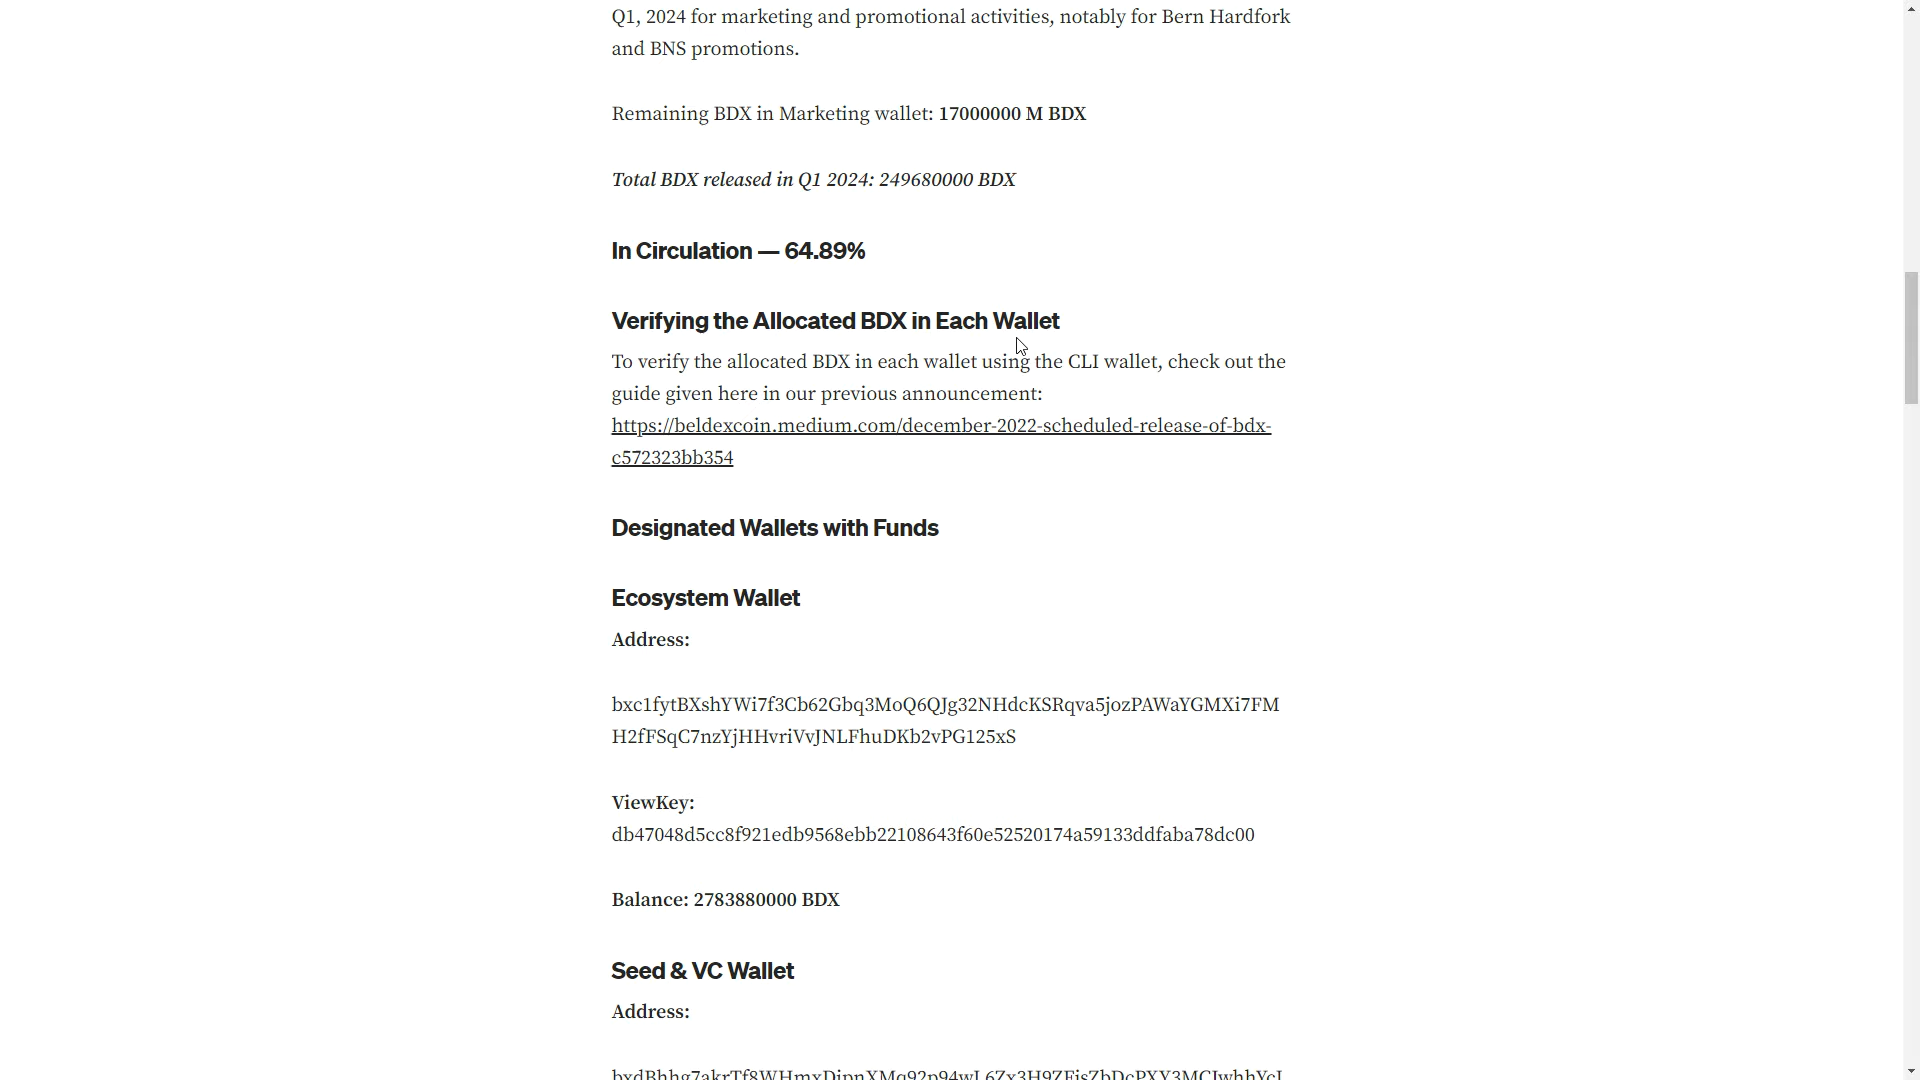 Q1, 2024 for marketing and promotional activities, notably for Bern Hardfork
and BNS promotions.
Remaining BDX in Marketing wallet: 17000000 M BDX
Total BDX released in Q1 2024: 249680000 BDX
In Circulation — 64.89%
Verifying the Allocated BDX in Each Wallet
To verify the allocated BDX in each wallet using the CLI wallet, check out the
guide given here in our previous announcement:
https://beldexcoin.medium.com/december-2022-scheduled-release-of-bdx-
c572323bb354
Designated Wallets with Funds
Ecosystem Wallet
Address:
bxc1fytBXshYWi7f3Cb62Gbq3MoQ6QJg32NHdcKSRqva5jozPAWaYGMXi7FM
H2fFSqC7nzYjHHvriVvJNLFhuDKb2vPG125xS
ViewKey:
db47048d5cc8f921edb9568ebb22108643f60e52520174a59133ddfaba78dc00
Balance: 2783880000 BDX
Seed & VC Wallet
Address: